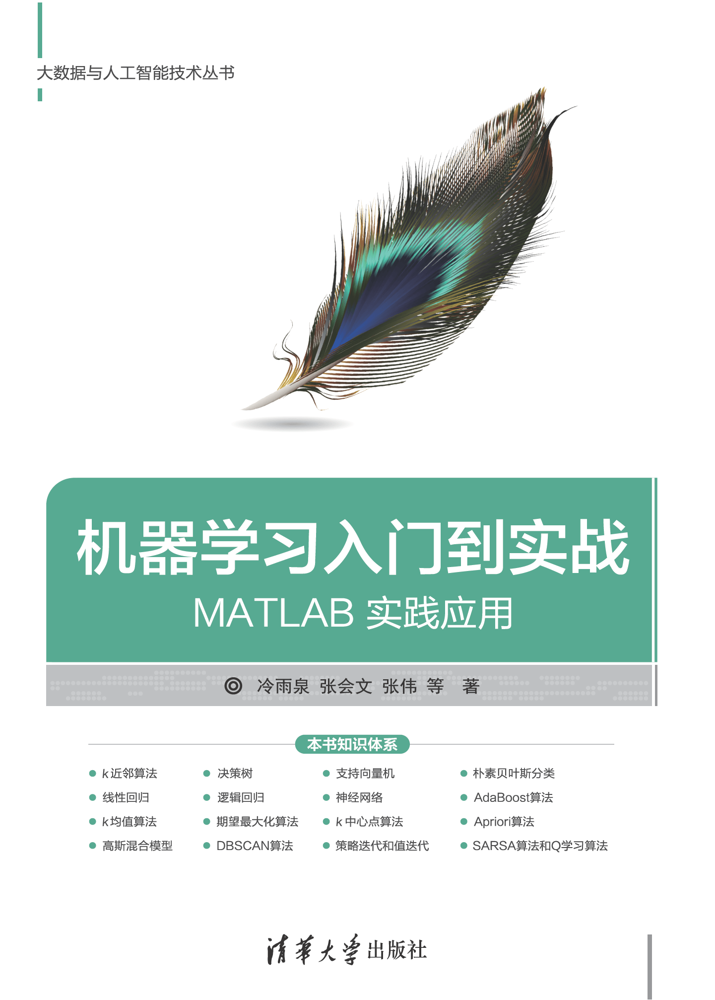 大数据与人工智能技术丛书
机器学习入门到实战
MATLAB 实践应用
冷雨泉 张会文 张伟 等 著
本书知识体系
k近邻算法 决策树 支持向量机 朴素贝叶斯分类
线性回归 逻辑回归 神经网络 AdaBoost算法
k均值算法 期望最大化算法 k中心点算法 Apriori算法
高斯混合模型 DBSCAN算法 策略迭代和值迭代 SARSA算法和Q学习算法
清華大学出版社